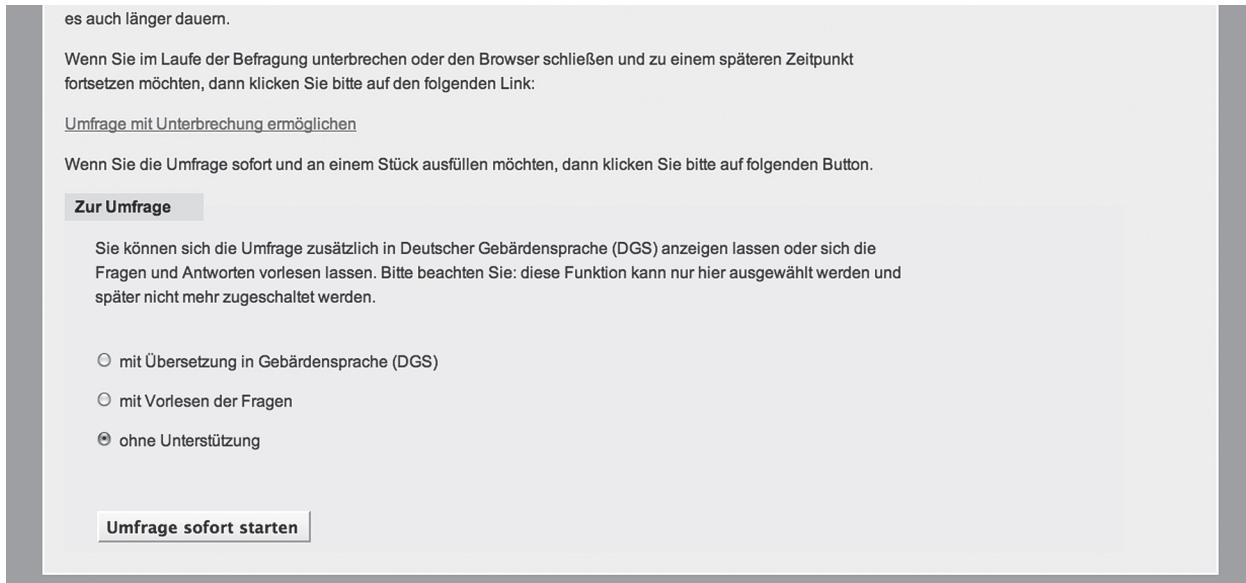 es auch länger dauern.
Wenn Sie im Laufe der Befragung unterbrechen oder den Browser schließen und zu einem späteren Zeitpunkt
fortsetzen möchten, dann klicken Sie bitte auf den folgenden Link:
Umfrage mit Unterbrechung ermöglichen
Wenn Sie die Umfrage sofort und an einem Stück ausfüllen möchten, dann klicken Sie bitte auf folgenden Button.
Zur Umfrage
Sie können sich die Umfrage zusätzlich in Deutscher Gebärdensprache (DGS) anzeigen lassen oder sich die
Fragen und Antworten vorlesen lassen. Bitte beachten Sie: diese Funktion kann nur hier ausgewählt werden und
später nicht mehr zugeschaltet werden.
mit Übersetzung in Gebärdensprache (DGS)
mit Vorlesen der Fragen
ohne Unterstützung
Umfrage sofort starten